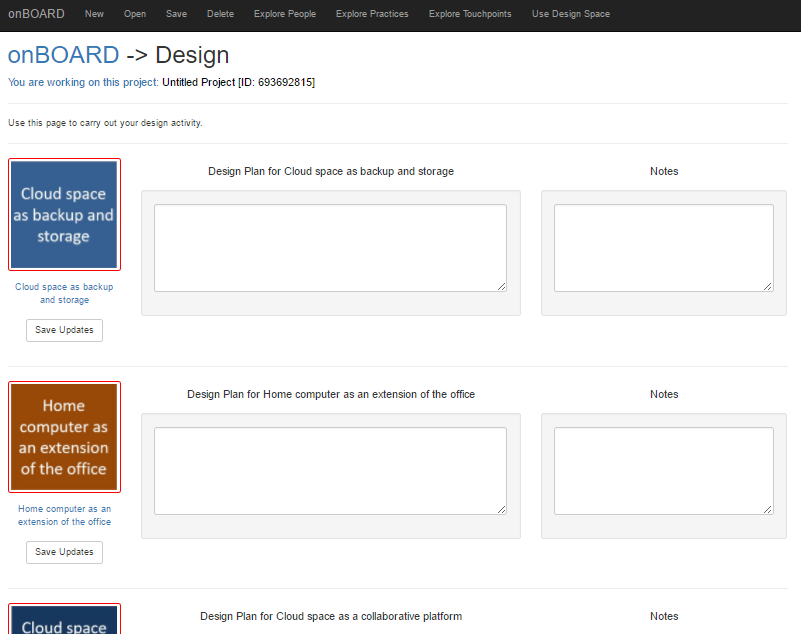 onBOARD New Open Save Delete Explore People Explore Practices Explore Touchpoints Use Design Space
onBOARD -> Design
You are working on this project: Untitled Project [ID: 693692815]
Use this page to carry out your design activity.
Cloud space
as backup and
storage
Design Plan for Cloud space as backup and storage
Notes
Cloud space as backup
and storage
Save Updates
Home
computer as
an extension
of the office
Design Plan for Home computer as an extension of the office
Notes
Home computer as an
extension of the office
Save Updates
Cloud space
Design Plan for Cloud space as a collaborative platform
Notes